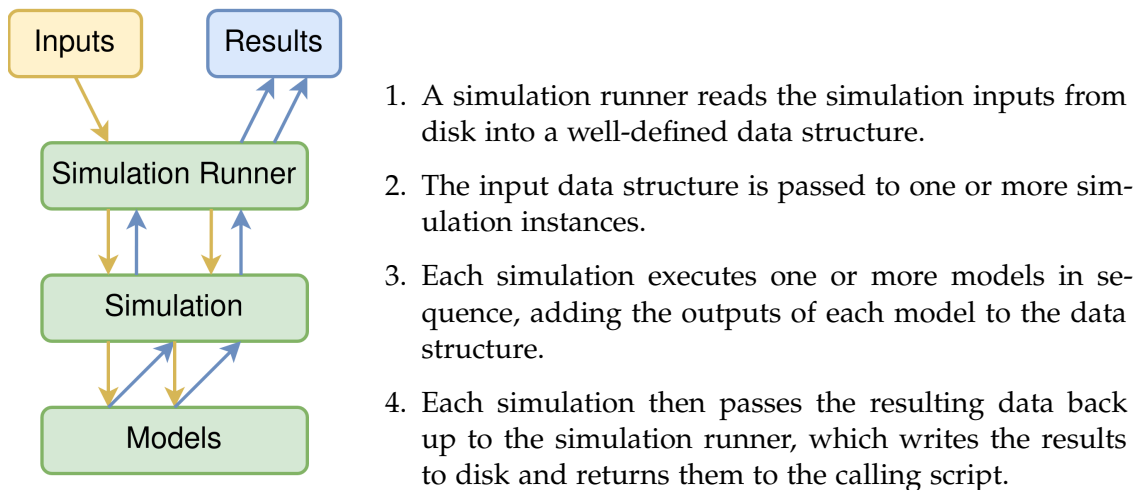 Inputs
Results
Simulation Runner
Simulation
Models
1. A simulation runner reads the simulation inputs from
disk into a well-defined data structure.
2. The input data structure is passed to one or more sim-
ulation instances.
3. Each simulation executes one or more models in se-
quence, adding the outputs of each model to the data
structure.
4. Each simulation then passes the resulting data back
up to the simulation runner, which writes the results
to disk and returns them to the calling script.